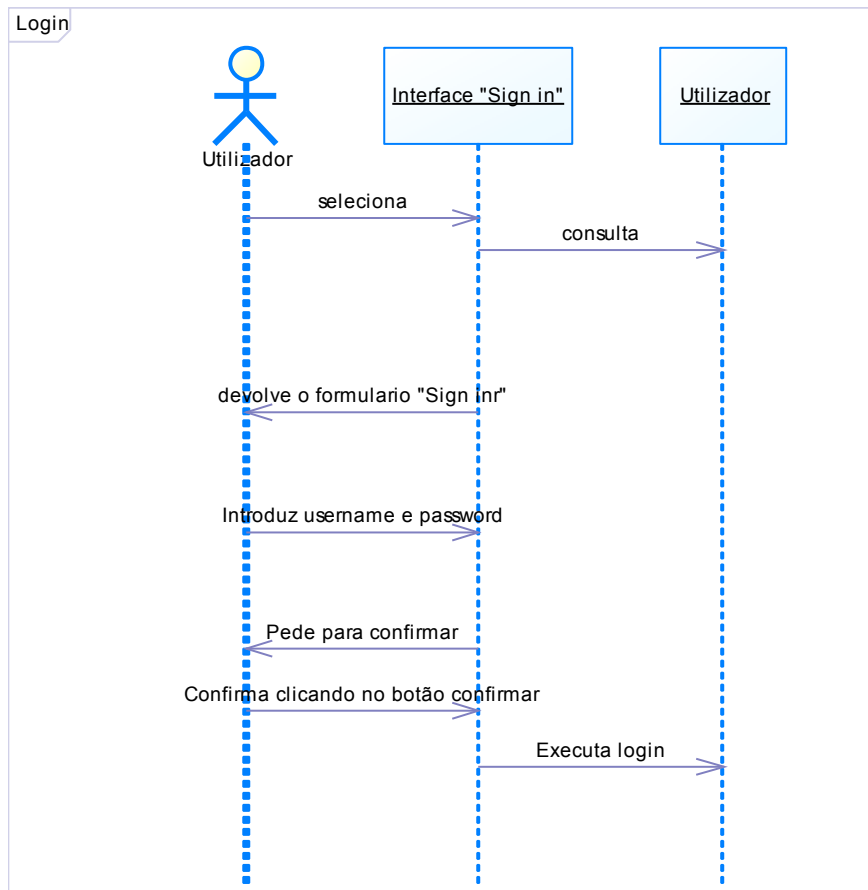 Login
Utilizador
Interface "Sign in"
Utilizador
seleciona
consulta
devolve o formulario "Sign inr"
Introduz username e password
Pede para confirmar
Confirma clicando no botão confirmar
Executa login